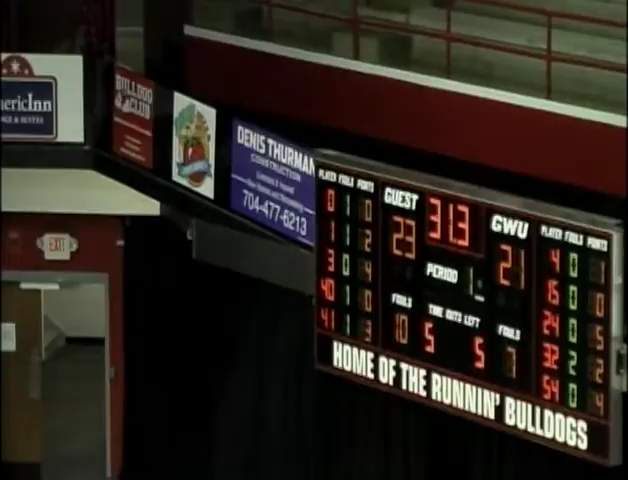 ericInn
GE & SUITES
BULLDOG
CLUB
DENIS THURMAN
CONSTRUCTION
704-477-6213
EXIT
PLAYER FOULS POINTS
0 1 0
1 1 2
3 0 4
40 1 0
41 1 3
GUEST 31.3 GWU
23 21
PERIOD 1
FOULS TIME OUTS LEFT FOULS
10 5 5 7
PLAYER FOULS POINTS
4 0 1
15 0 0
24 0 5
32 2 2
54 0 4
HOME OF THE RUNNIN' BULLDOGS